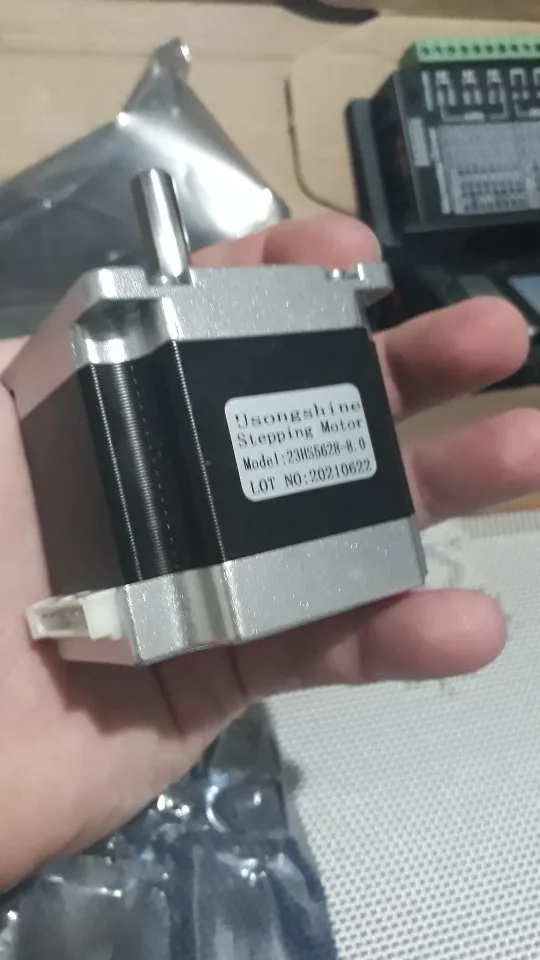 Usongshine
Stepping Motor
Model:23HS5628-8.0
LOT NO:20210622